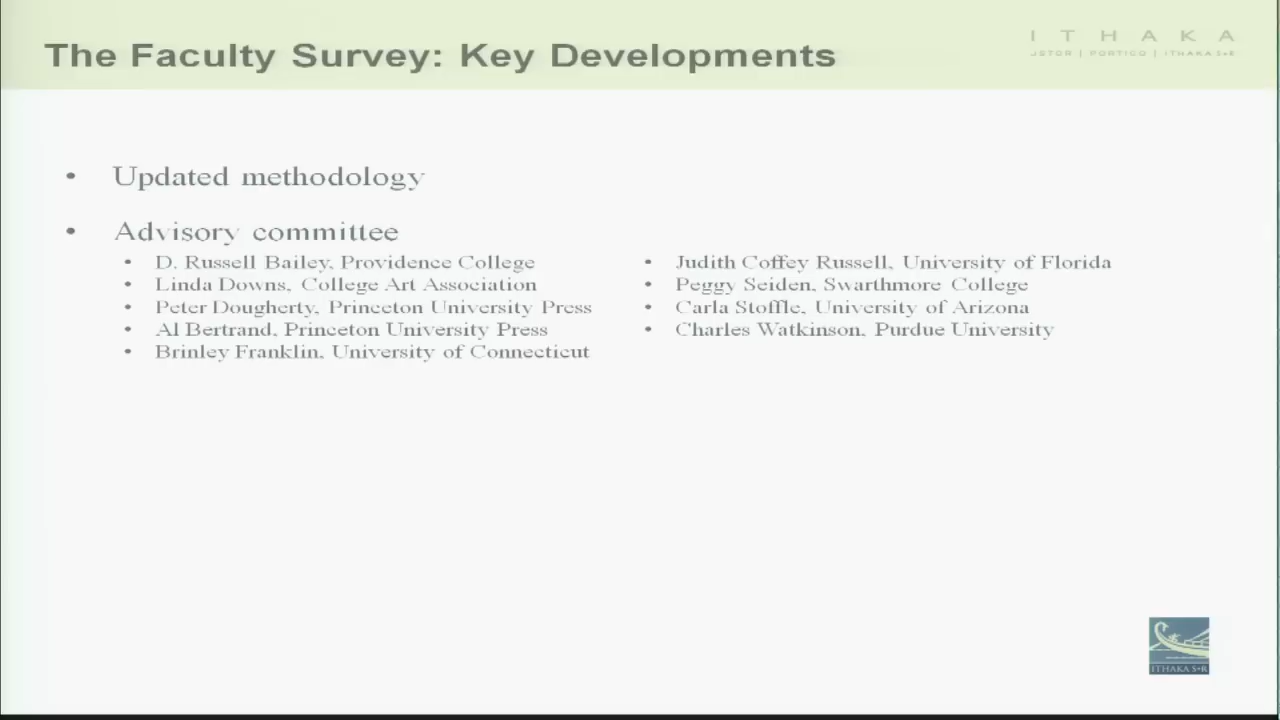 The Faculty Survey: Key Developments
I T H A K A
JSTOR | PORTICO | ITHAKA S+R
• Updated methodology
• Advisory committee
• D. Russell Bailey, Providence College
• Linda Downs, College Art Association
• Peter Dougherty, Princeton University Press
• Al Bertrand, Princeton University Press
• Brinley Franklin, University of Connecticut
• Judith Coffey Russell, University of Florida
• Peggy Seiden, Swarthmore College
• Carla Stoffle, University of Arizona
• Charles Watkinson, Purdue University
ITHAKA S+R